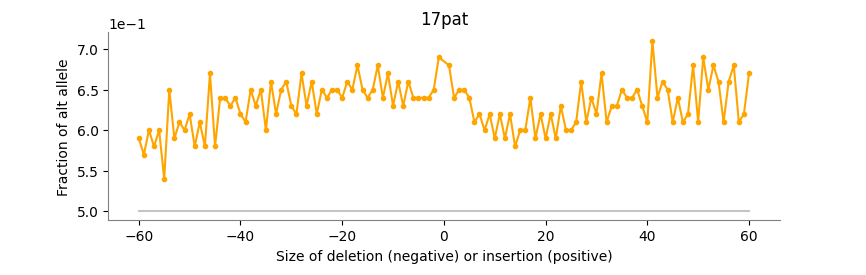 17pat
1e−1
7.0
6.5
6.0
5.5
5.0
Fraction of alt allele
−60 −40 −20 0 20 40 60
Size of deletion (negative) or insertion (positive)